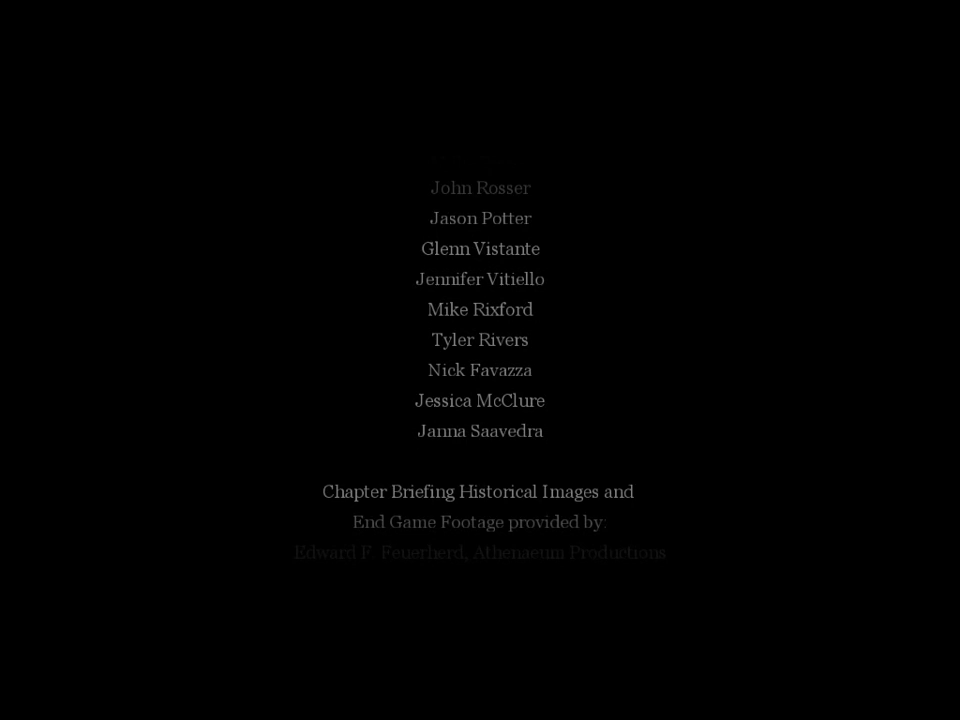 John Rosser
Jason Potter
Glenn Vistante
Jennifer Vitiello
Mike Rixford
Tyler Rivers
Nick Favazza
Jessica McClure
Janna Saavedra
Chapter Briefing Historical Images and
End Game Footage provided by:
Edward F. Feuerherd, Athenaeum Productions